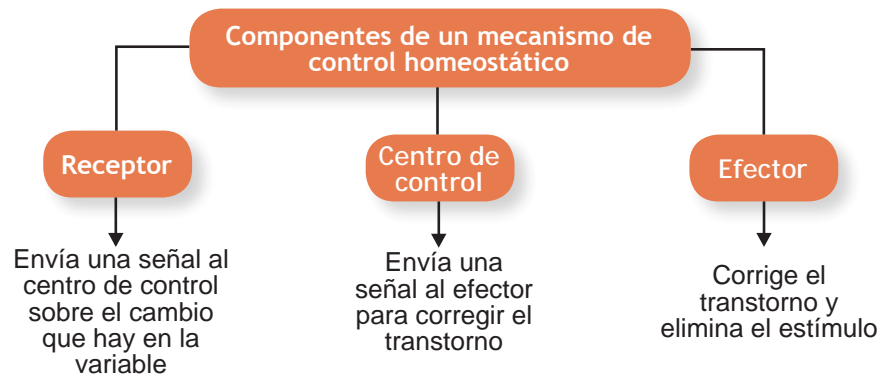 Componentes de un mecanismo de
control homeostático
Receptor
Envía una señal al
centro de control
sobre el cambio
que hay en la
variable
Centro de
control
Envía una
señal al efector
para corregir el
transtorno
Efector
Corrige el
transtorno y
elimina el estímulo